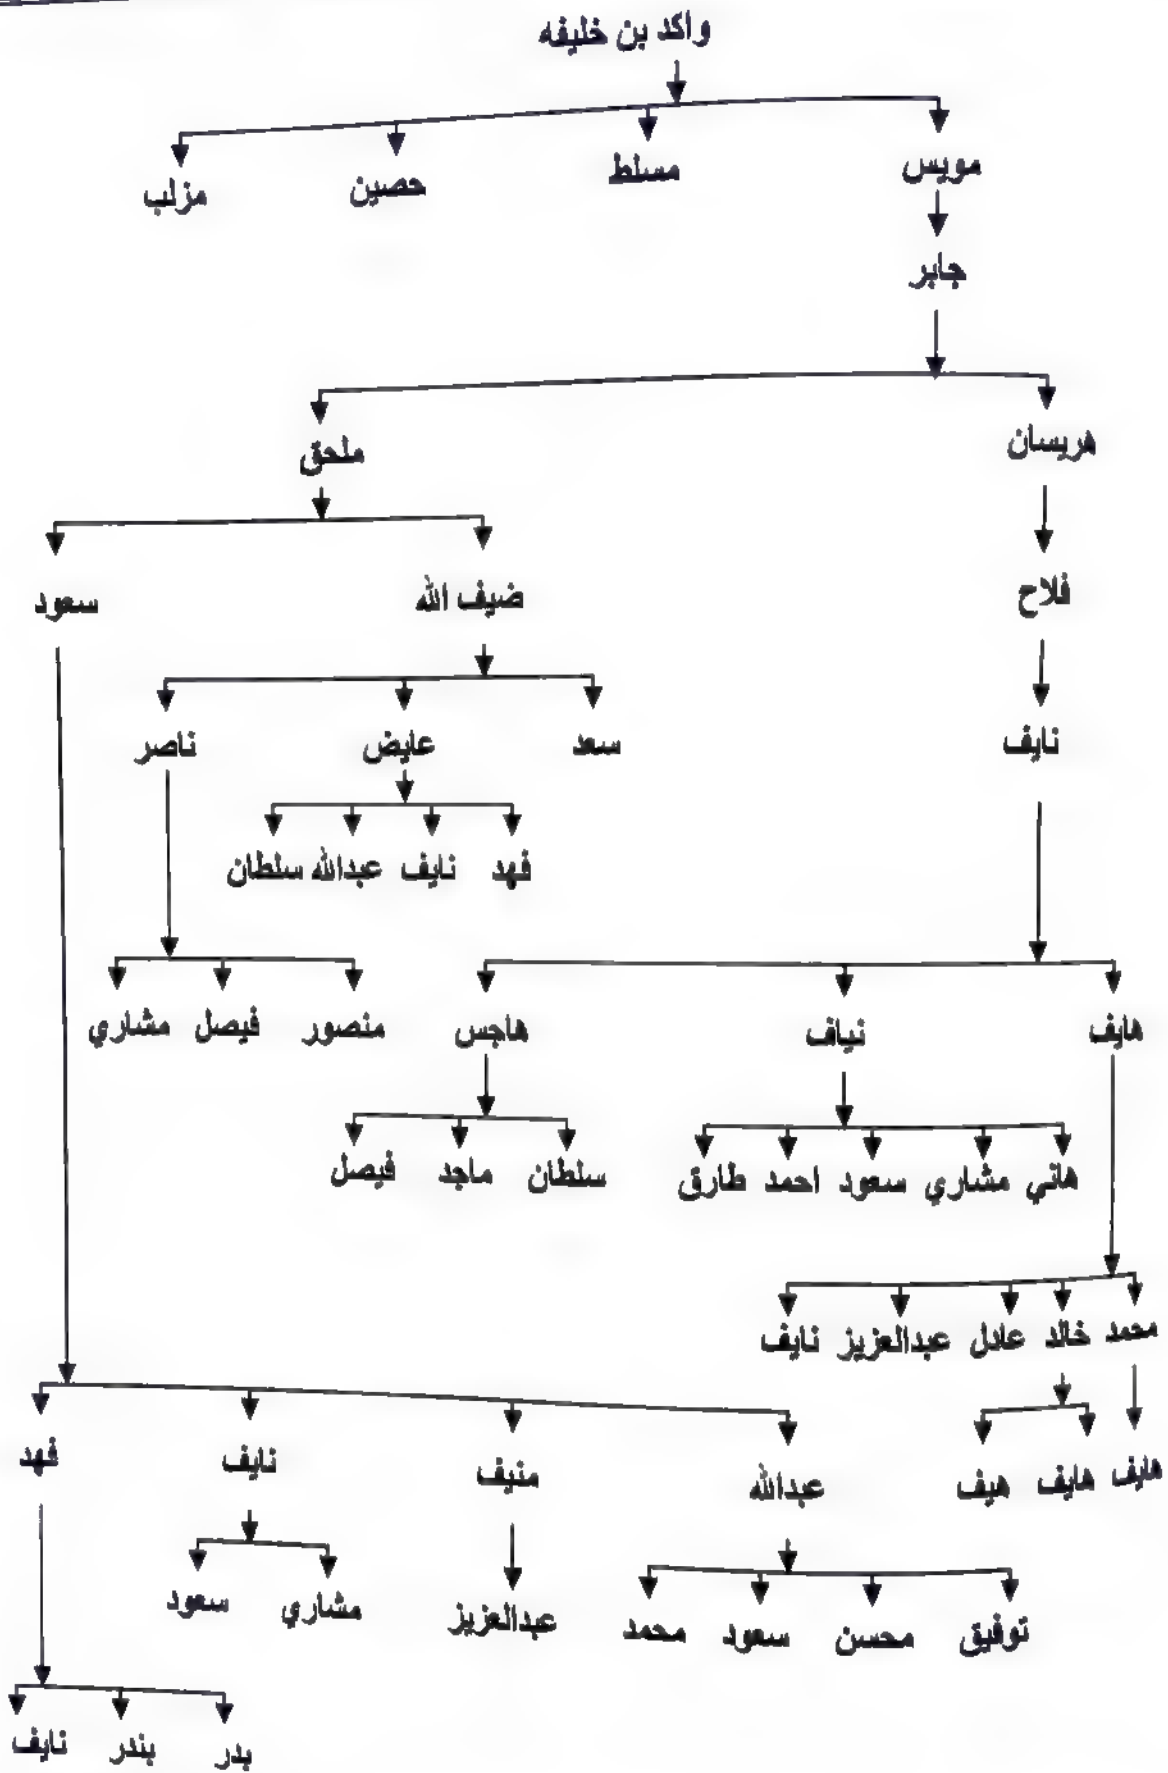 واكد بن خليفه
مويس مسلط حصين مزلب
جابر
هريسان ملحق
فلاح ضيف الله سعود
نايف سعد عايض ناصر
فهد نايف عبدالله سلطان
هايف نياف هاجس منصور فيصل مشاري
هاني مشاري سعود احمد طارق سلطان ماجد فيصل
محمد خالد عادل عبدالعزيز نايف
هايف هايف هيف عبدالله منيف نايف فهد
توفيق محسن سعود محمد عبدالعزيز مشاري سعود
بدر بندر نايف